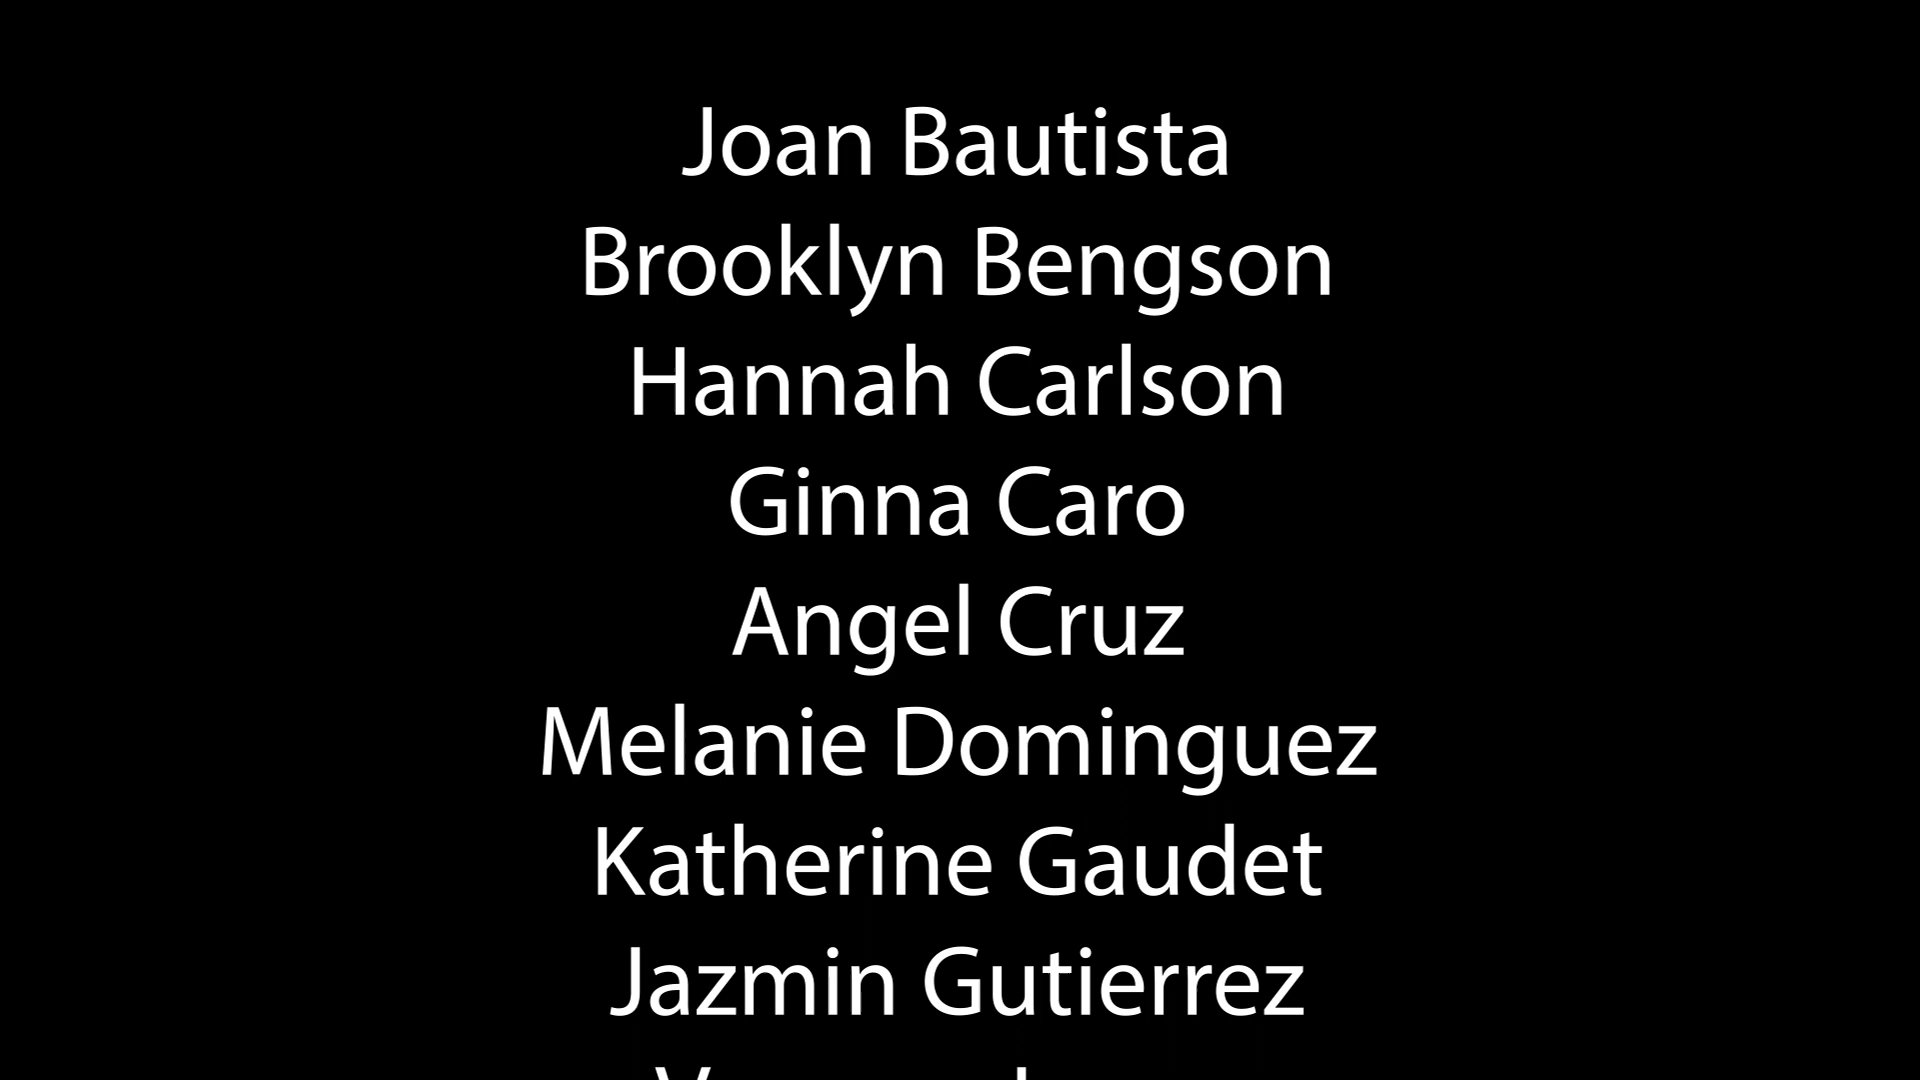 Joan Bautista
Brooklyn Bengson
Hannah Carlson
Ginna Caro
Angel Cruz
Melanie Dominguez
Katherine Gaudet
Jazmin Gutierrez